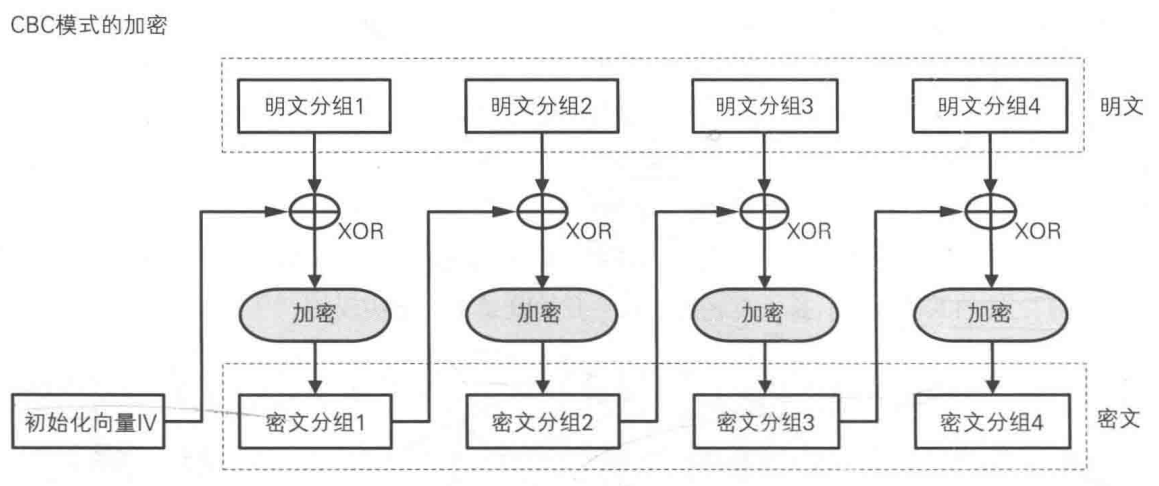 CBC模式的加密
明文分组1 明文分组2 明文分组3 明文分组4 明文
XOR XOR XOR XOR
加密 加密 加密 加密
初始化向量IV 密文分组1 密文分组2 密文分组3 密文分组4 密文